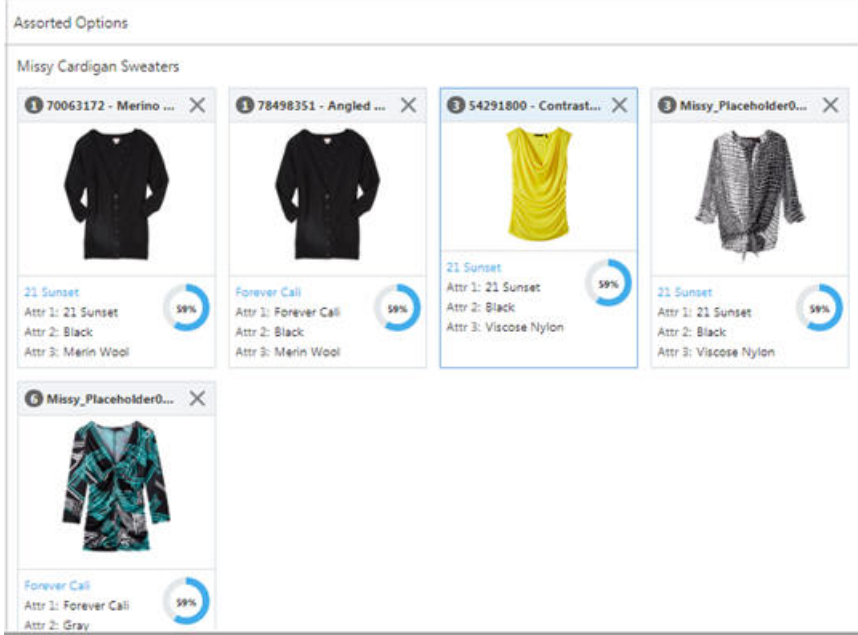 Assorted Options
Missy Cardigan Sweaters
1 70063172 - Merino ...
1 78498351 - Angled ...
3 54291800 - Contrast...
3 Missy_Placeholder0...
21 Sunset
Attr 1: 21 Sunset
Attr 2: Black
Attr 3: Merin Wool
59%
Forever Cali
Attr 1: Forever Cali
Attr 2: Black
Attr 3: Merin Wool
59%
21 Sunset
Attr 1: 21 Sunset
Attr 2: Black
Attr 3: Viscose Nylon
59%
21 Sunset
Attr 1: 21 Sunset
Attr 2: Black
Attr 3: Viscose Nylon
59%
6 Missy_Placeholder0...
Forever Cali
Attr 1: Forever Cali
Attr 2: Gray
59%